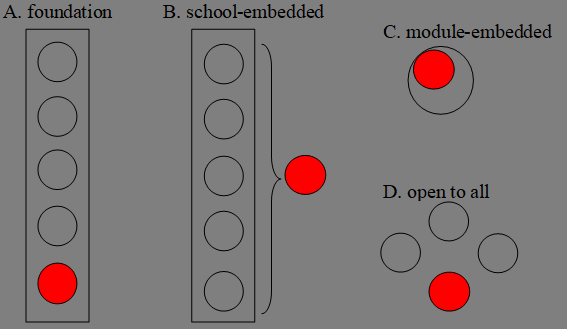 A. foundation
B. school-embedded
C. module-embedded
D. open to all